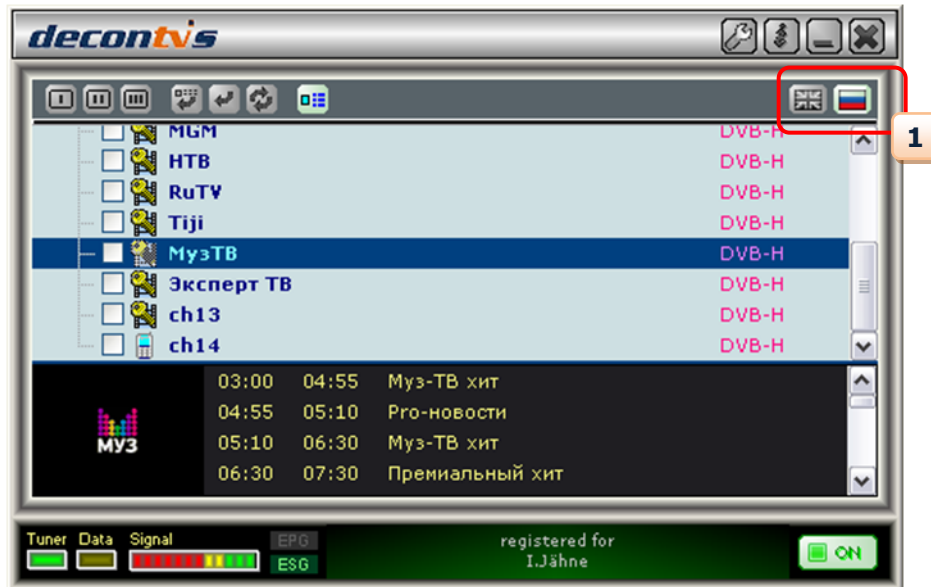 decontv's
I II III
1
MGM DVB-H
НТВ DVB-H
RuTV DVB-H
Tiji DVB-H
МузТВ DVB-H
Эксперт ТВ DVB-H
ch13 DVB-H
ch14 DVB-H
03:00 04:55 Муз-ТВ хит
04:55 05:10 Pro-новости
05:10 06:30 Муз-ТВ хит
06:30 07:30 Премиальный хит
МУЗ
Tuner Data Signal EPG
ESG
registered for
I.Jähne
ON